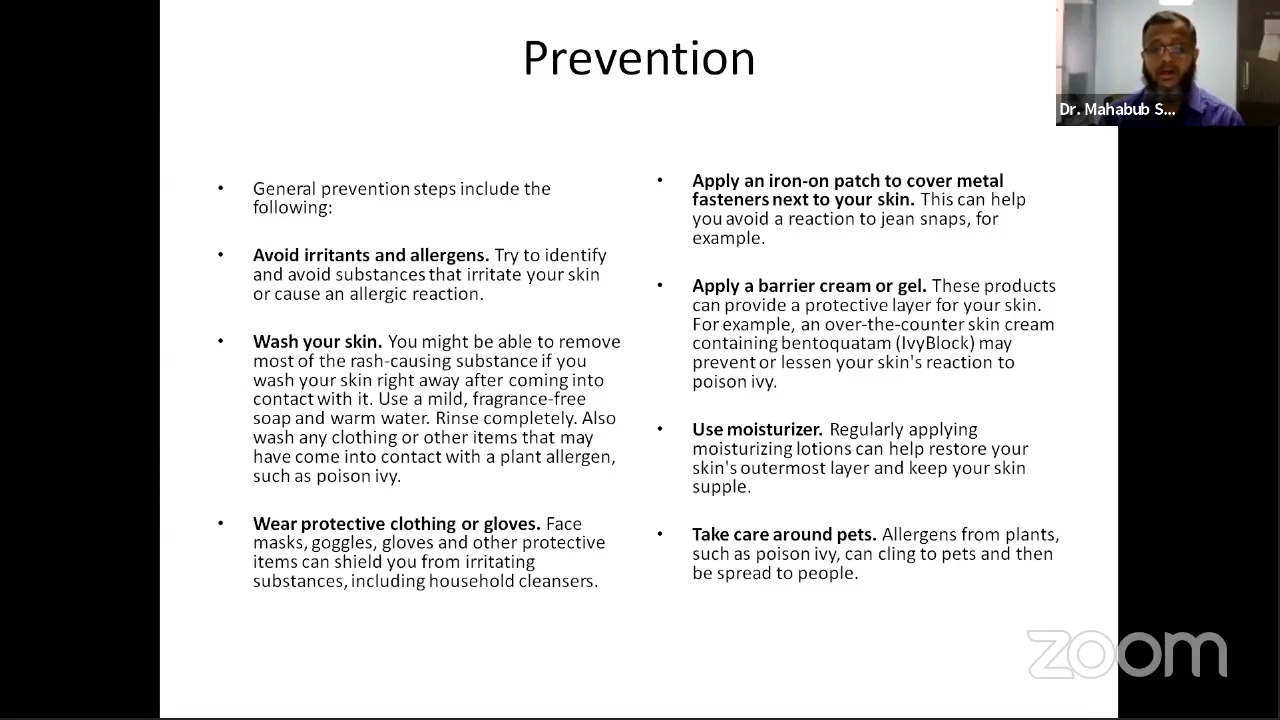 Prevention
Dr. Mahabub S...
• General prevention steps include the
following:
• Avoid irritants and allergens. Try to identify
and avoid substances that irritate your skin
or cause an allergic reaction.
• Wash your skin. You might be able to remove
most of the rash-causing substance if you
wash your skin right away after coming into
contact with it. Use a mild, fragrance-free
soap and warm water. Rinse completely. Also
wash any clothing or other items that may
have come into contact with a plant allergen,
such as poison ivy.
• Wear protective clothing or gloves. Face
masks, goggles, gloves and other protective
items can shield you from irritating
substances, including household cleansers.
• Apply an iron-on patch to cover metal
fasteners next to your skin. This can help
you avoid a reaction to jean snaps, for
example.
• Apply a barrier cream or gel. These products
can provide a protective layer for your skin.
For example, an over-the-counter skin cream
containing bentoquatam (IvyBlock) may
prevent or lessen your skin's reaction to
poison ivy.
• Use moisturizer. Regularly applying
moisturizing lotions can help restore your
skin's outermost layer and keep your skin
supple.
• Take care around pets. Allergens from plants,
such as poison ivy, can cling to pets and then
be spread to people.
zoom